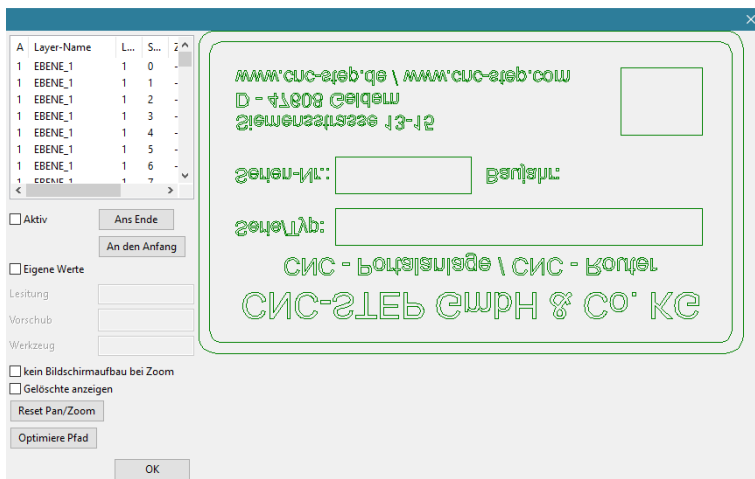 A Layer-Name L... S... Z
1 EBENE_1 1 0 -
1 EBENE_1 1 1 -
1 EBENE_1 1 2 -
1 EBENE_1 1 3 -
1 EBENE_1 1 4 -
1 EBENE_1 1 5 -
1 EBENE_1 1 6 -
1 EBENE_1 1 7 -
Aktiv
Ans Ende
An den Anfang
Eigene Werte
Lesitung
Vorschub
Werkzeug
kein Bildschirmaufbau bei Zoom
Gelöschte anzeigen
Reset Pan/Zoom
Optimiere Pfad
OK
www.cnc-step.de / www.cnc-step.com
D - 47608 Geldern
Siemensstrasse 13-15
Serien-Nr.: Baujahr:
Serie/Typ:
CNC - Portalanlage / CNC - Router
CNC-STEP GmbH & Co. KG